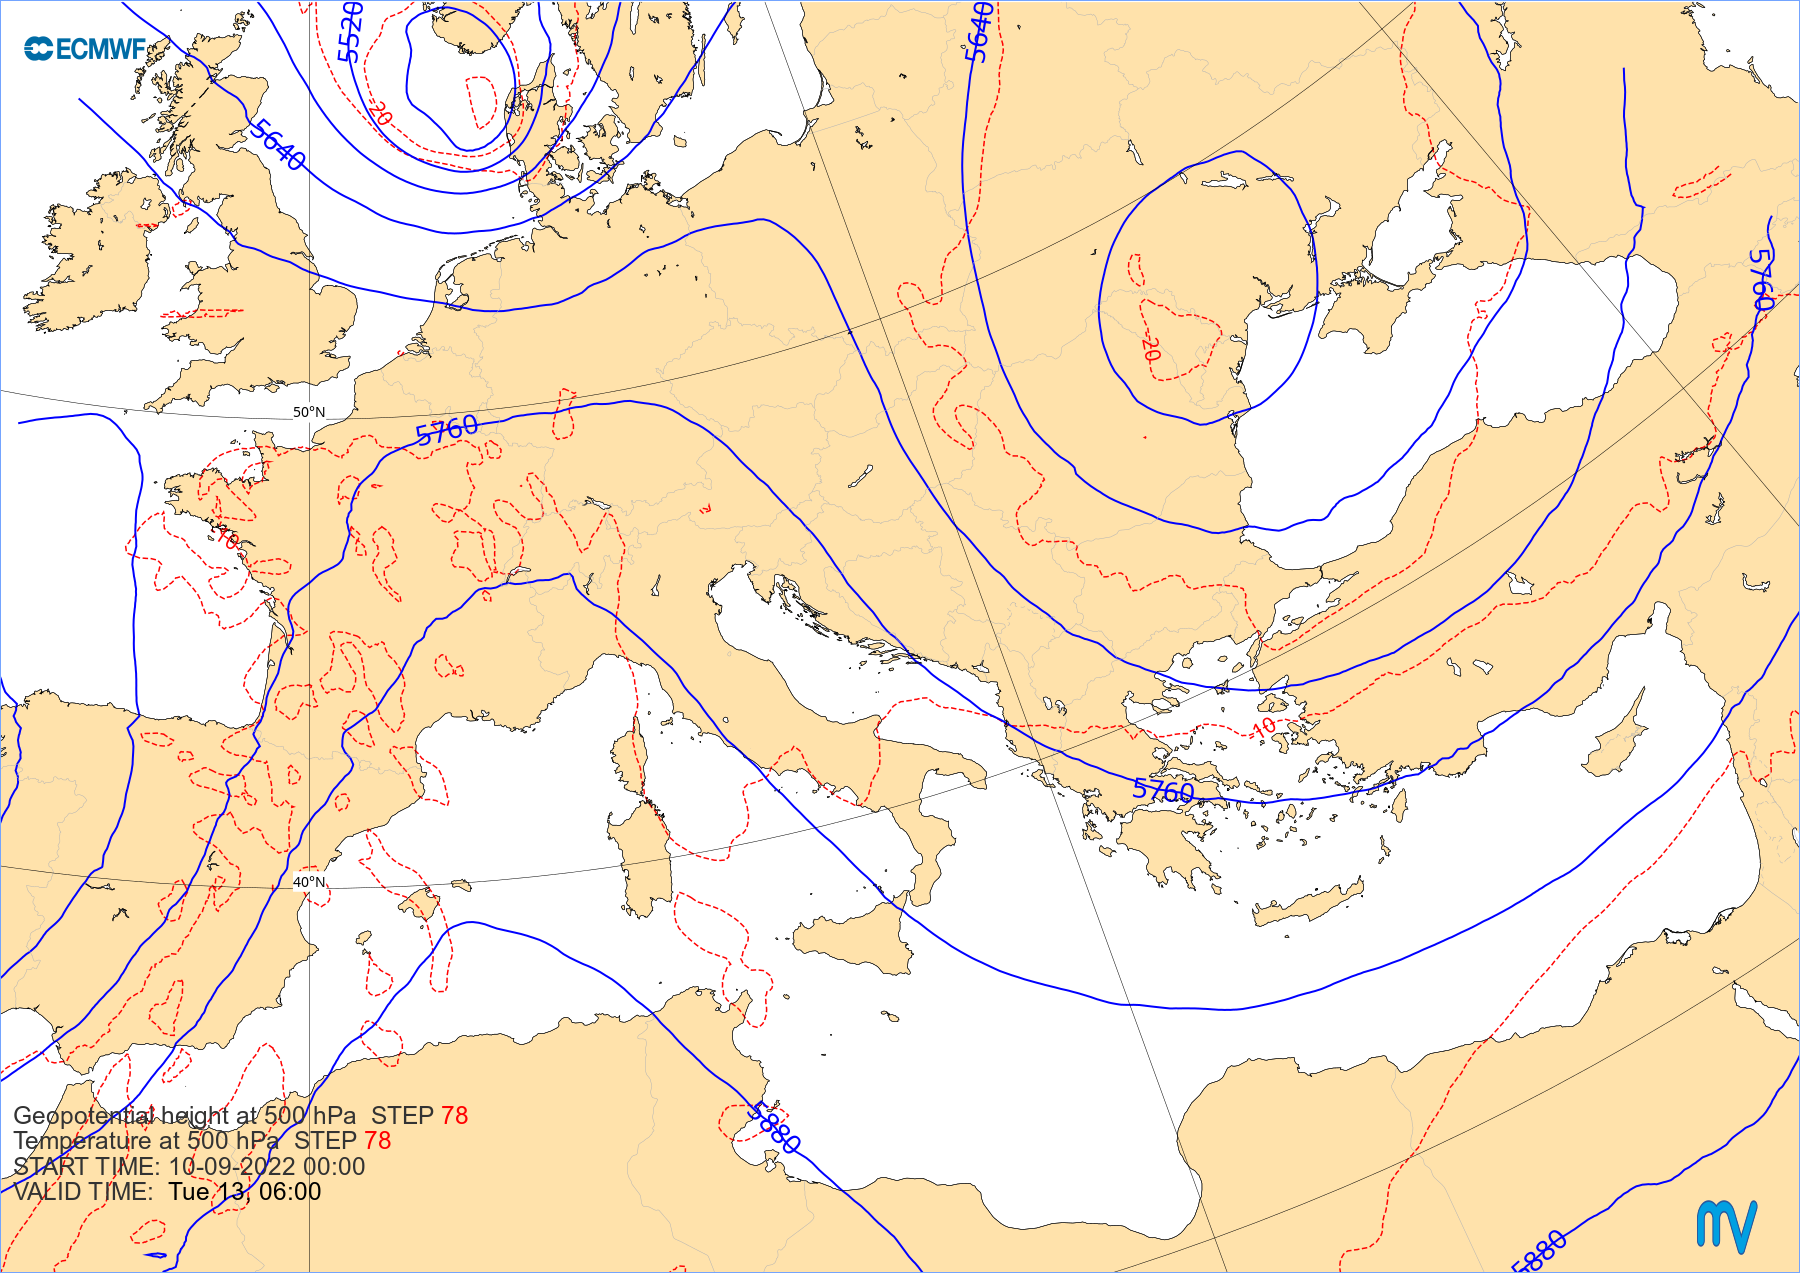 5520
5640
ECMWF
-20
5640
5760
-20
50°N
5760
-10
-10
5760
40°N
5880
Geopotential height at 500 hPa STEP 78
Temperature at 500 hPa STEP 78
START TIME: 10-09-2022 00:00
VALID TIME: Tue 13, 06:00
5880